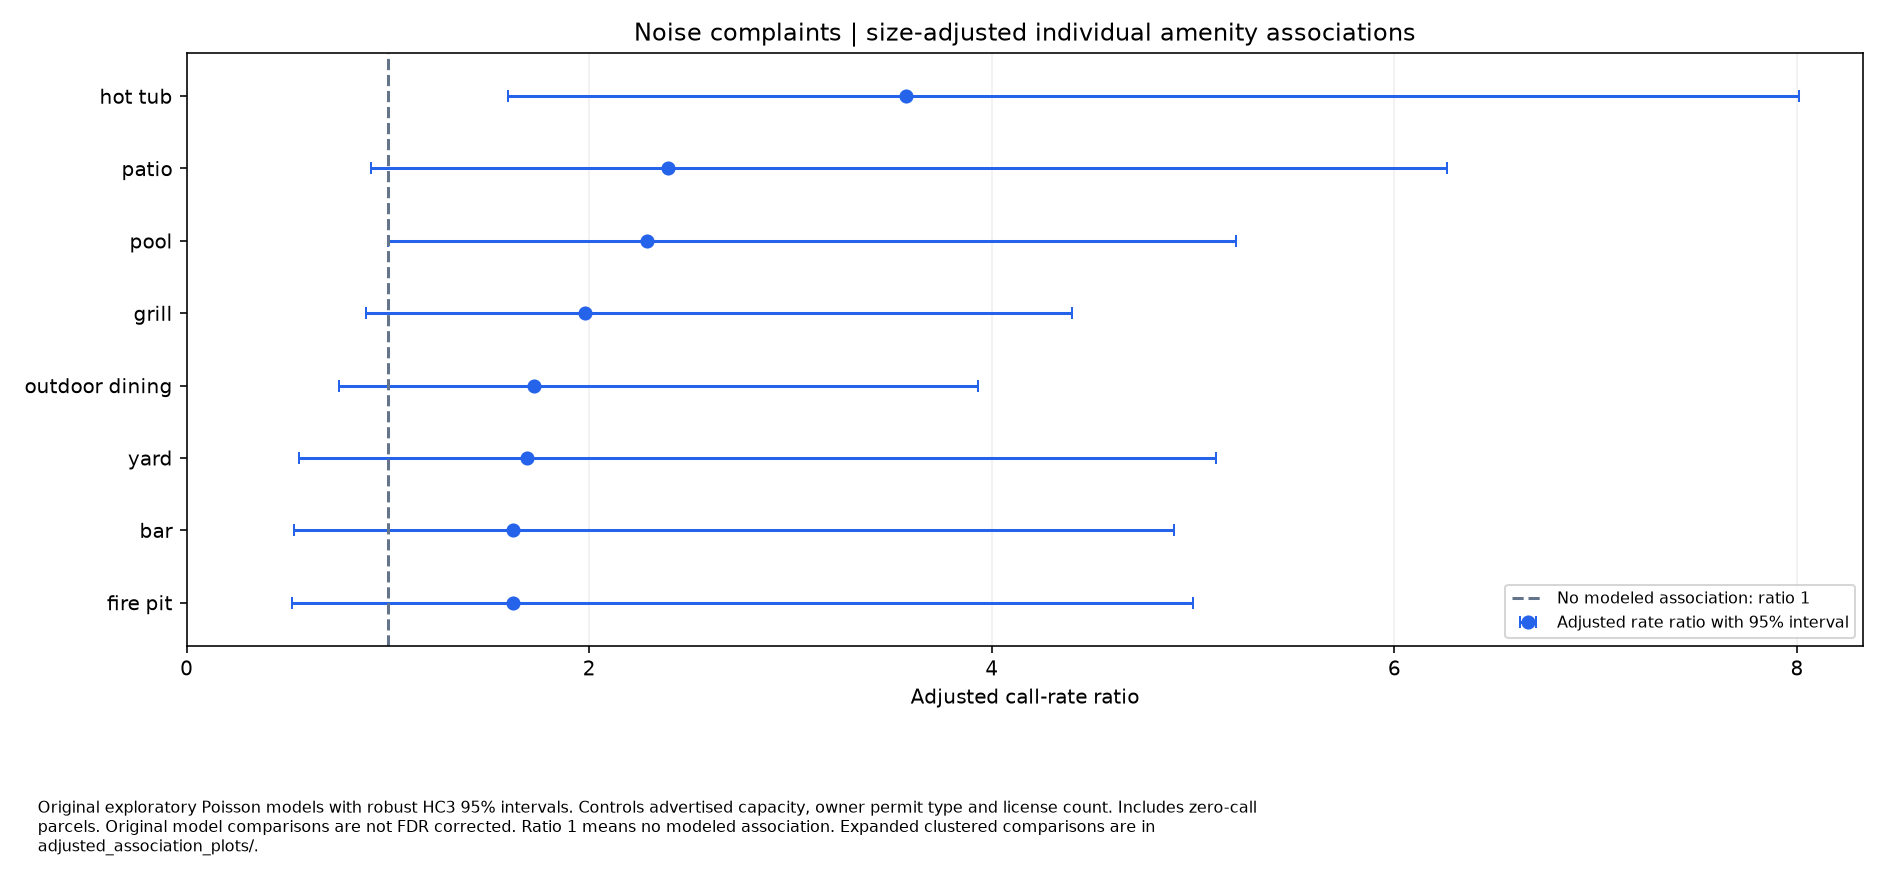 Noise complaints | size-adjusted individual amenity associations
hot tub
patio
pool
grill
outdoor dining
yard
bar
fire pit
No modeled association: ratio 1
Adjusted rate ratio with 95% interval
0 2 4 6 8
Adjusted call-rate ratio
Original exploratory Poisson models with robust HC3 95% intervals. Controls advertised capacity, owner permit type and license count. Includes zero-call
parcels. Original model comparisons are not FDR corrected. Ratio 1 means no modeled association. Expanded clustered comparisons are in
adjusted_association_plots/.